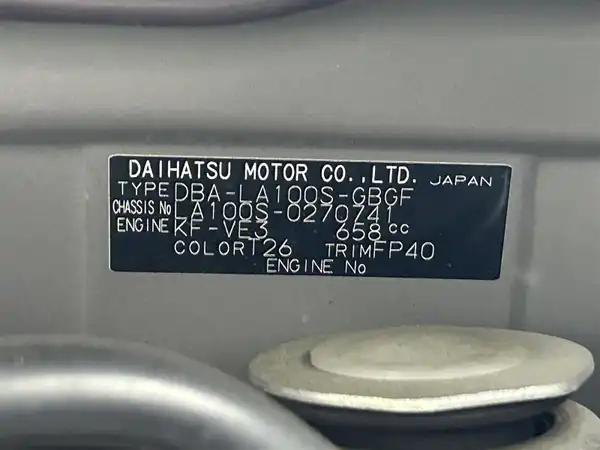 DAIHATSU MOTOR CO.,LTD. JAPAN
TYPE DBA-LA100S-GBGF
CHASSIS No LA100S-0270741
ENGINE KF-VE3 658cc
COLOR T26 TRIM FP40
ENGINE No